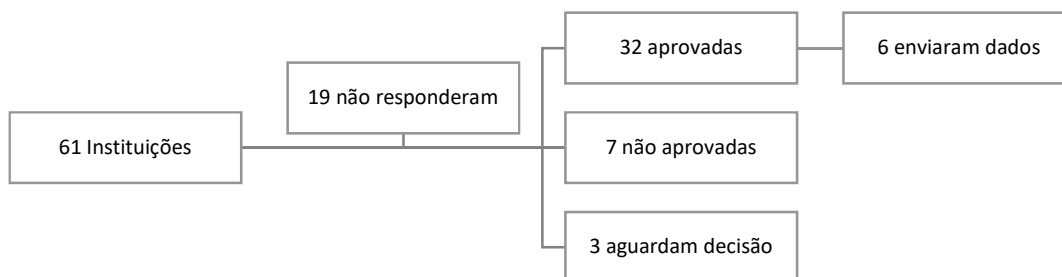 61 Instituições
19 não responderam
32 aprovadas
6 enviaram dados
7 não aprovadas
3 aguardam decisão